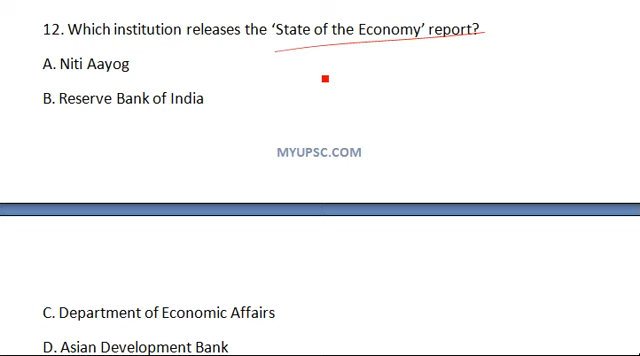 12. Which institution releases the ‘State of the Economy’ report?
A. Niti Aayog
B. Reserve Bank of India
MYUPSC.COM
C. Department of Economic Affairs
D. Asian Development Bank